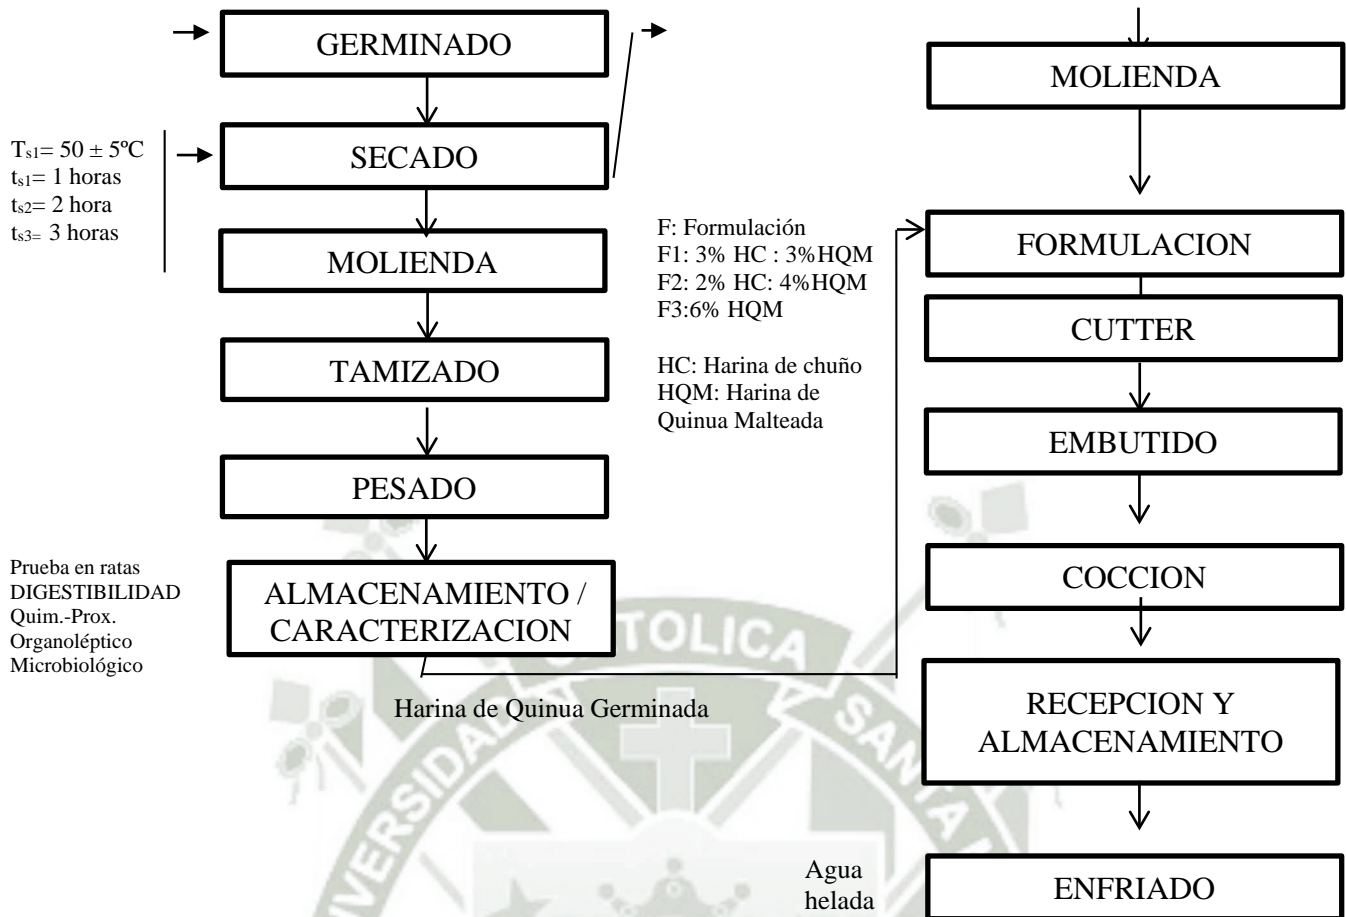 GERMINADO
SECADO
Ts1= 50 ± 5ºC
ts1= 1 horas
ts2= 2 hora
ts3= 3 horas
MOLIENDA
TAMIZADO
PESADO
Prueba en ratas
DIGESTIBILIDAD
Quim.-Prox.
Organoléptico
Microbiológico
ALMACENAMIENTO /
CARACTERIZACION
Harina de Quinua Germinada
MOLIENDA
F: Formulación
F1: 3% HC : 3%HQM
F2: 2% HC: 4%HQM
F3:6% HQM
HC: Harina de chuño
HQM: Harina de
Quinua Malteada
FORMULACION
CUTTER
EMBUTIDO
COCCION
RECEPCION Y
ALMACENAMIENTO
Agua
helada
ENFRIADO
TOLICA
SANTA
UNIVERSIDAD